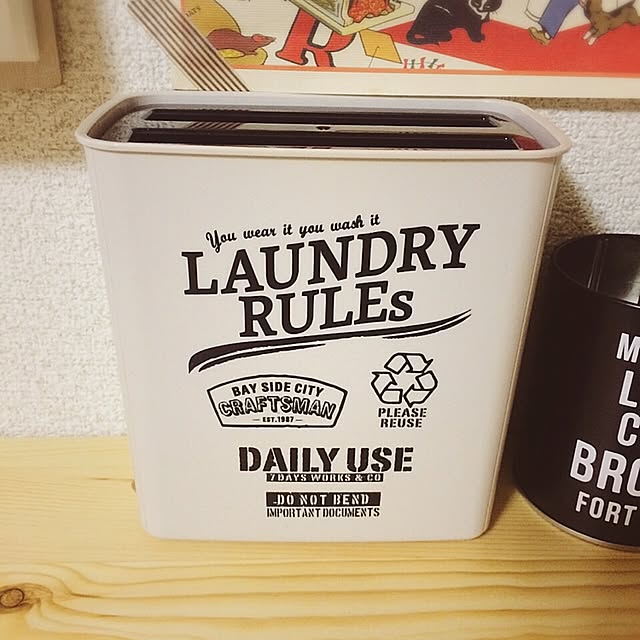 You wear it you wash it
LAUNDRY
RULEs
BAY SIDE CITY
CRAFTSMAN
EST.1987
PLEASE
REUSE
DAILY USE
7 DAYS WORKS & CO
DO NOT BEND
IMPORTANT DOCUMENTS
FORT